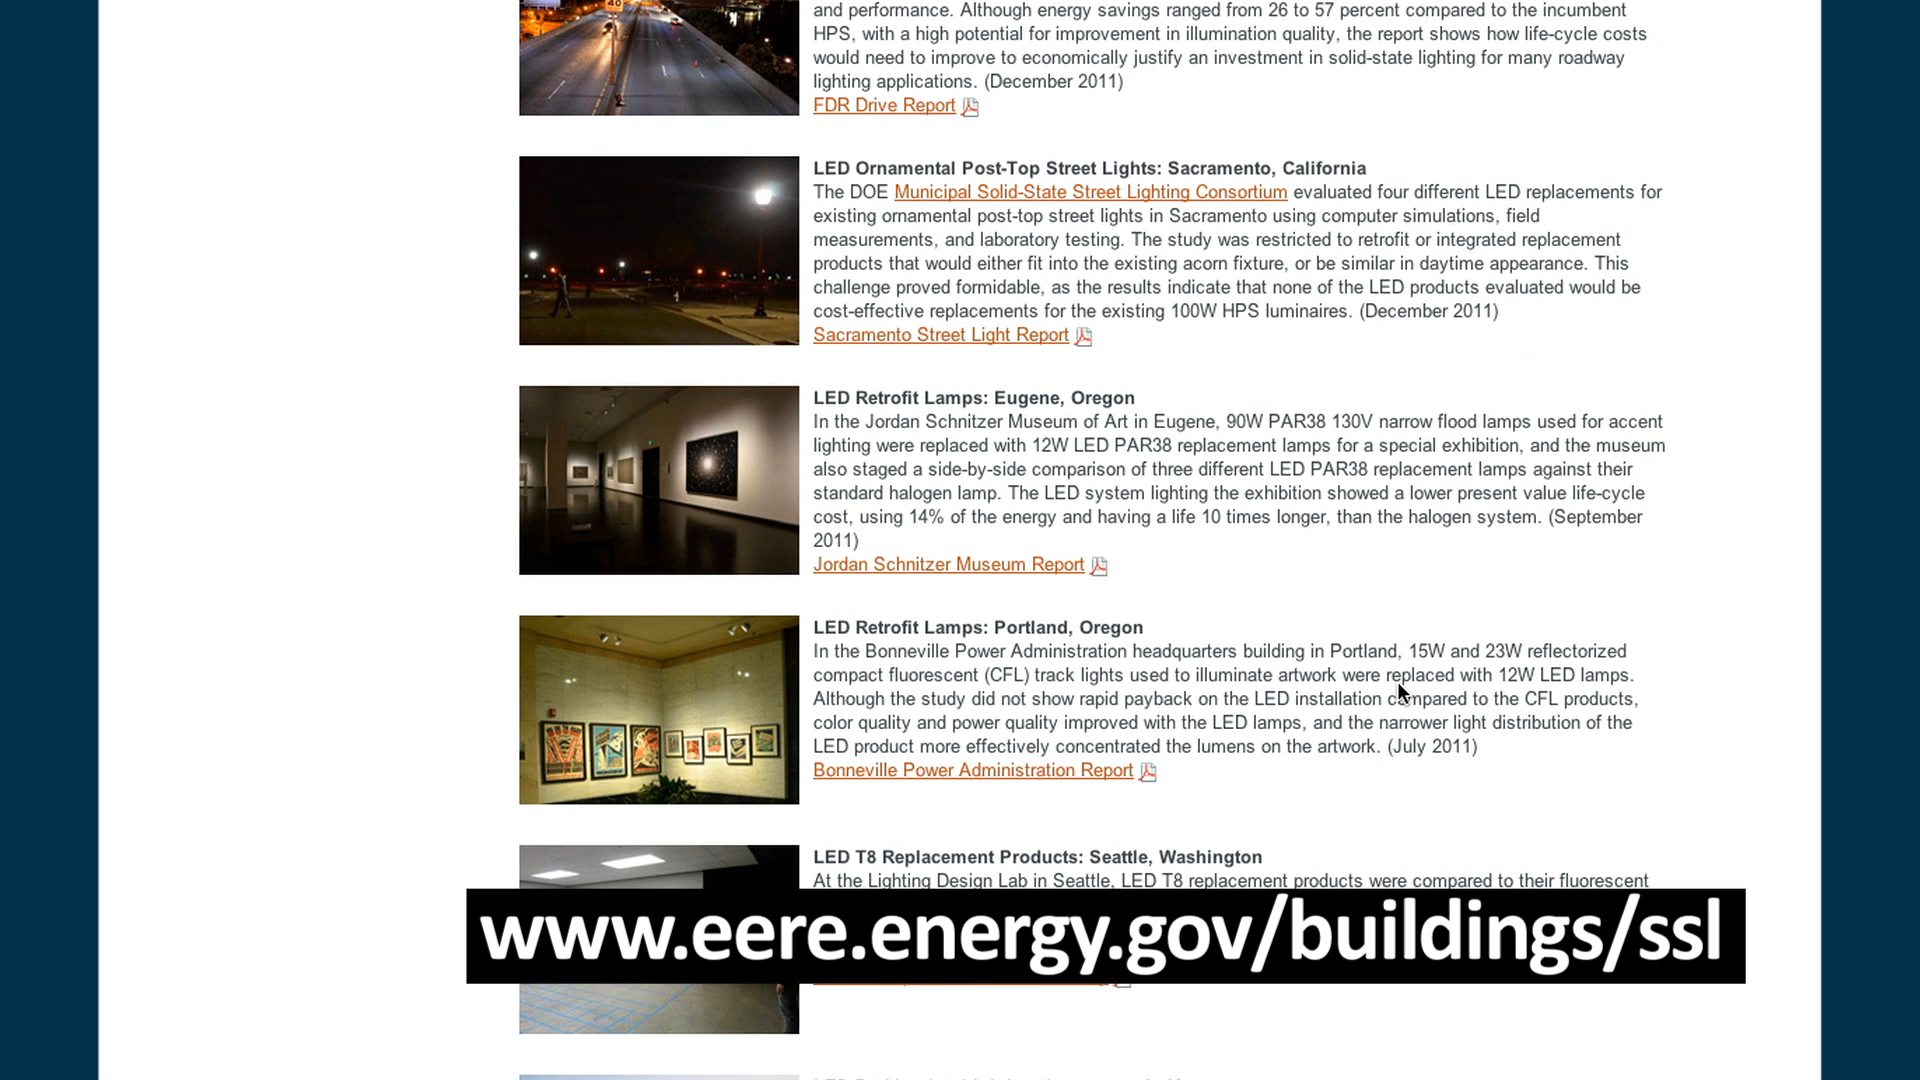 40
and performance. Although energy savings ranged from 26 to 57 percent compared to the incumbent
HPS, with a high potential for improvement in illumination quality, the report shows how life-cycle costs
would need to improve to economically justify an investment in solid-state lighting for many roadway
lighting applications. (December 2011)
FDR Drive Report
LED Ornamental Post-Top Street Lights: Sacramento, California
The DOE Municipal Solid-State Street Lighting Consortium evaluated four different LED replacements for
existing ornamental post-top street lights in Sacramento using computer simulations, field
measurements, and laboratory testing. The study was restricted to retrofit or integrated replacement
products that would either fit into the existing acorn fixture, or be similar in daytime appearance. This
challenge proved formidable, as the results indicate that none of the LED products evaluated would be
cost-effective replacements for the existing 100W HPS luminaires. (December 2011)
Sacramento Street Light Report
LED Retrofit Lamps: Eugene, Oregon
In the Jordan Schnitzer Museum of Art in Eugene, 90W PAR38 130V narrow flood lamps used for accent
lighting were replaced with 12W LED PAR38 replacement lamps for a special exhibition, and the museum
also staged a side-by-side comparison of three different LED PAR38 replacement lamps against their
standard halogen lamp. The LED system lighting the exhibition showed a lower present value life-cycle
cost, using 14% of the energy and having a life 10 times longer, than the halogen system. (September
2011)
Jordan Schnitzer Museum Report
LED Retrofit Lamps: Portland, Oregon
In the Bonneville Power Administration headquarters building in Portland, 15W and 23W reflectorized
compact fluorescent (CFL) track lights used to illuminate artwork were replaced with 12W LED lamps.
Although the study did not show rapid payback on the LED installation compared to the CFL products,
color quality and power quality improved with the LED lamps, and the narrower light distribution of the
LED product more effectively concentrated the lumens on the artwork. (July 2011)
Bonneville Power Administration Report
LED T8 Replacement Products: Seattle, Washington
At the Lighting Design Lab in Seattle, LED T8 replacement products were compared to their fluorescent
www.eere.energy.gov/buildings/ssl